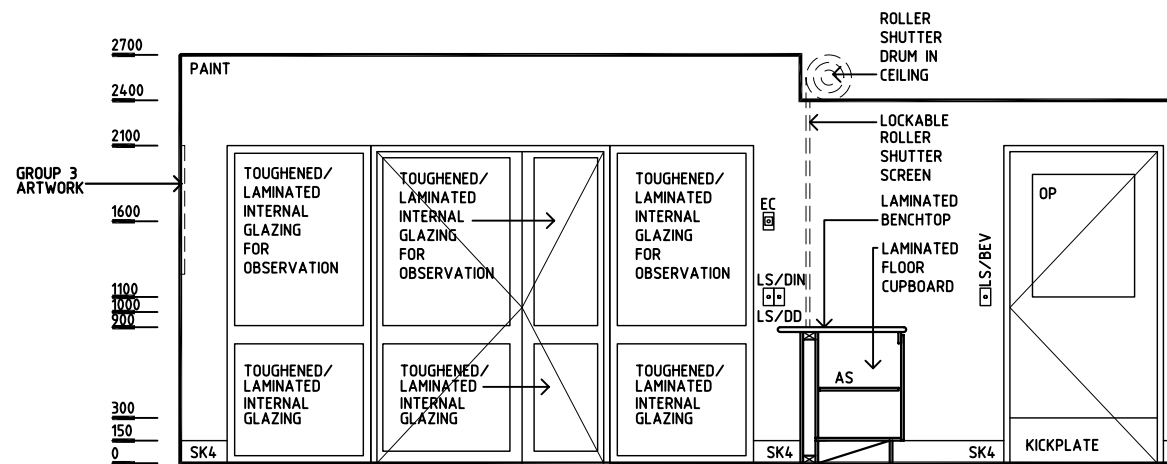 ROLLER
SHUTTER
DRUM IN
CEILING
2700
PAINT
2400
LOCKABLE
ROLLER
SHUTTER
SCREEN
2100
GROUP 3
ARTWORK
TOUGHENED/
LAMINATED
INTERNAL
GLAZING
FOR
OBSERVATION
TOUGHENED/
LAMINATED
INTERNAL
GLAZING
FOR
OBSERVATION
TOUGHENED/
LAMINATED
INTERNAL
GLAZING
FOR
OBSERVATION
EC
LAMINATED
BENCHTOP
OP
1600
LAMINATED
FLOOR
CUPBOARD
LS/BEV
LS/DIN
LS/DD
1100
1000
900
TOUGHENED/
LAMINATED
INTERNAL
GLAZING
TOUGHENED/
LAMINATED
INTERNAL
GLAZING
TOUGHENED/
LAMINATED
INTERNAL
GLAZING
AS
300
150
0
SK4
SK4
SK4
KICKPLATE